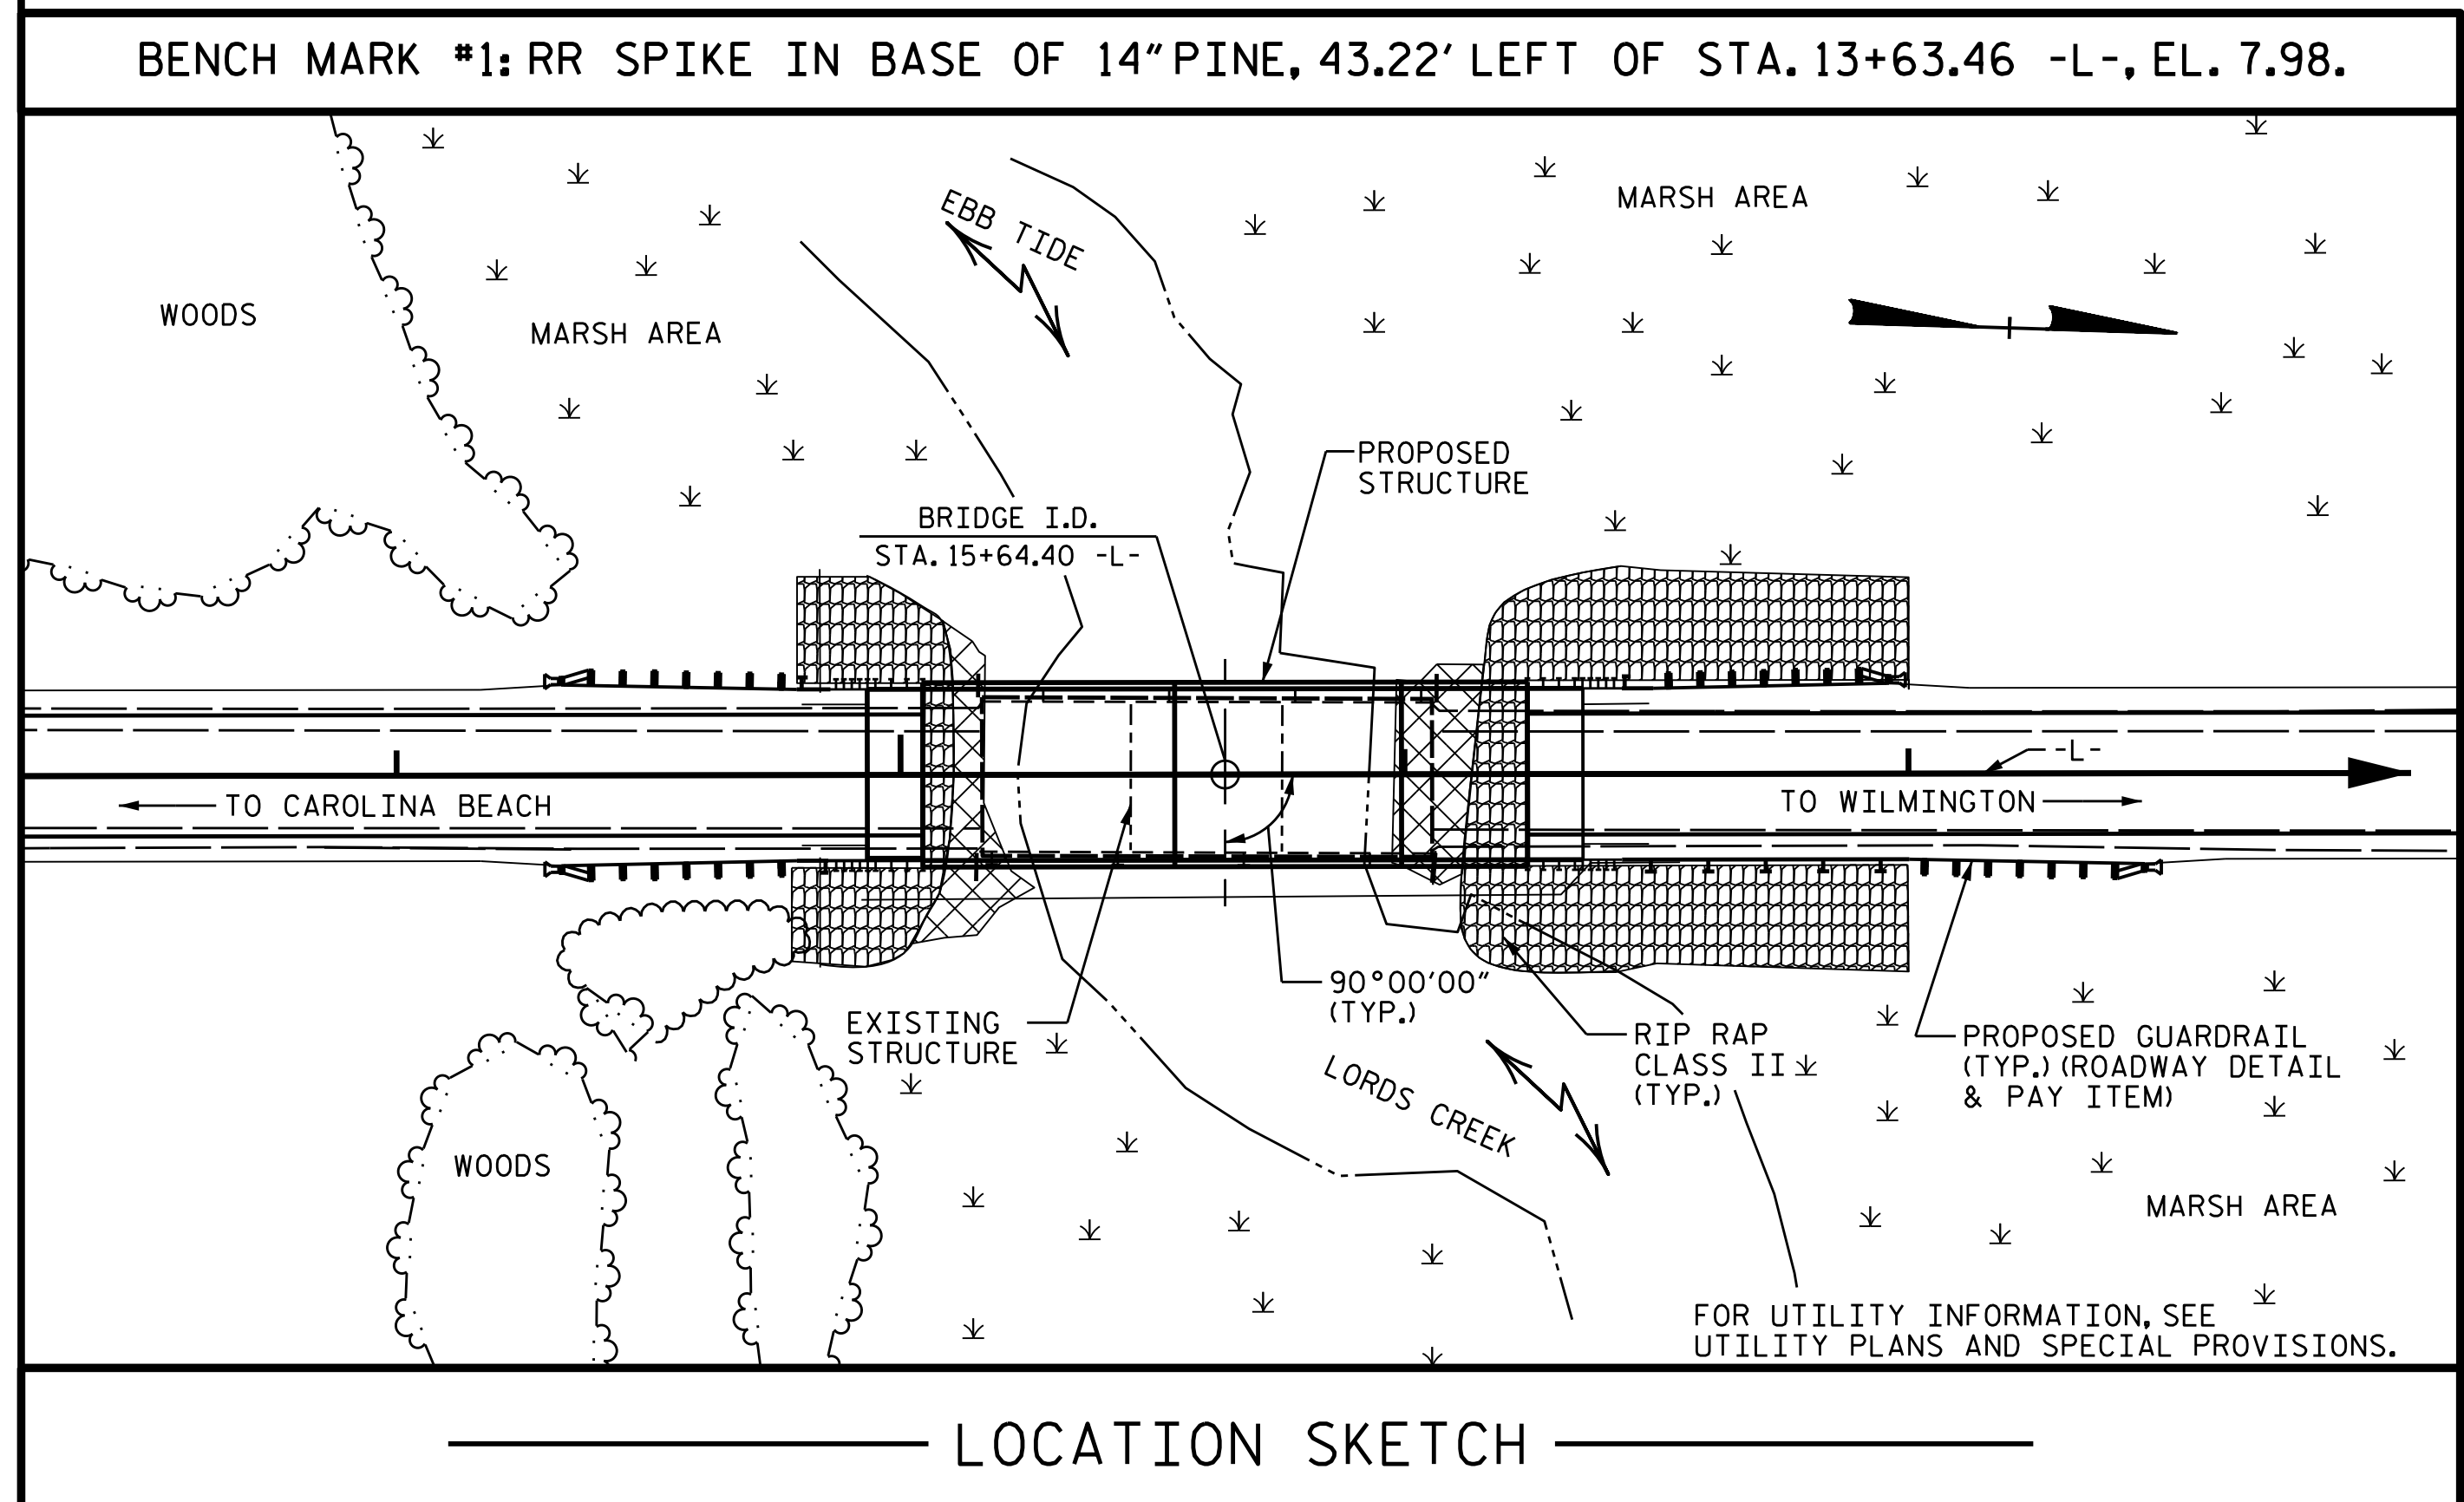 BENCH MARK #1: RR SPIKE IN BASE OF 14" PINE, 43.22' LEFT OF STA. 13+63.46 -L-, EL. 7.98.
MARSH AREA
EBB TIDE
WOODS
MARSH AREA
PROPOSED
STRUCTURE
BRIDGE I.D.
STA. 15+64.40 -L-
-L-
TO CAROLINA BEACH
TO WILMINGTON
90°00'00"
(TYP.)
EXISTING
STRUCTURE
RIP RAP
CLASS II
(TYP.)
PROPOSED GUARDRAIL
(TYP.) (ROADWAY DETAIL
& PAY ITEM)
LORDS CREEK
WOODS
MARSH AREA
FOR UTILITY INFORMATION, SEE
UTILITY PLANS AND SPECIAL PROVISIONS.
LOCATION SKETCH